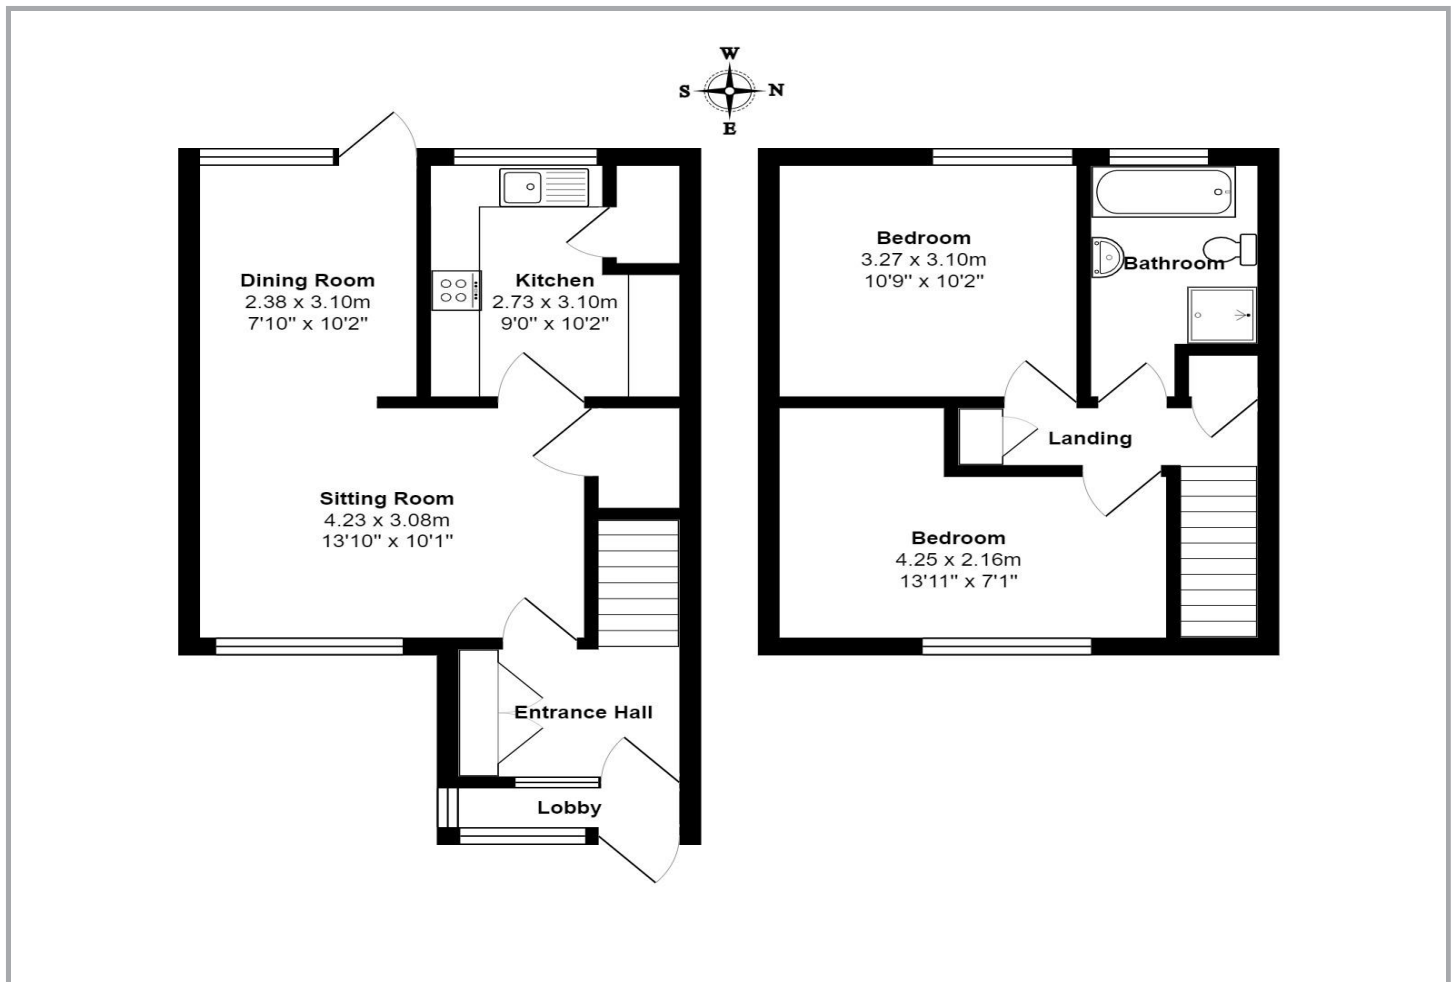 W
S N
E
Dining Room
2.38 x 3.10m
7'10" x 10'2"
Kitchen
2.73 x 3.10m
9'0" x 10'2"
Sitting Room
4.23 x 3.08m
13'10" x 10'1"
Entrance Hall
Lobby
Bedroom
3.27 x 3.10m
10'9" x 10'2"
Bathroom
Landing
Bedroom
4.25 x 2.16m
13'11" x 7'1"